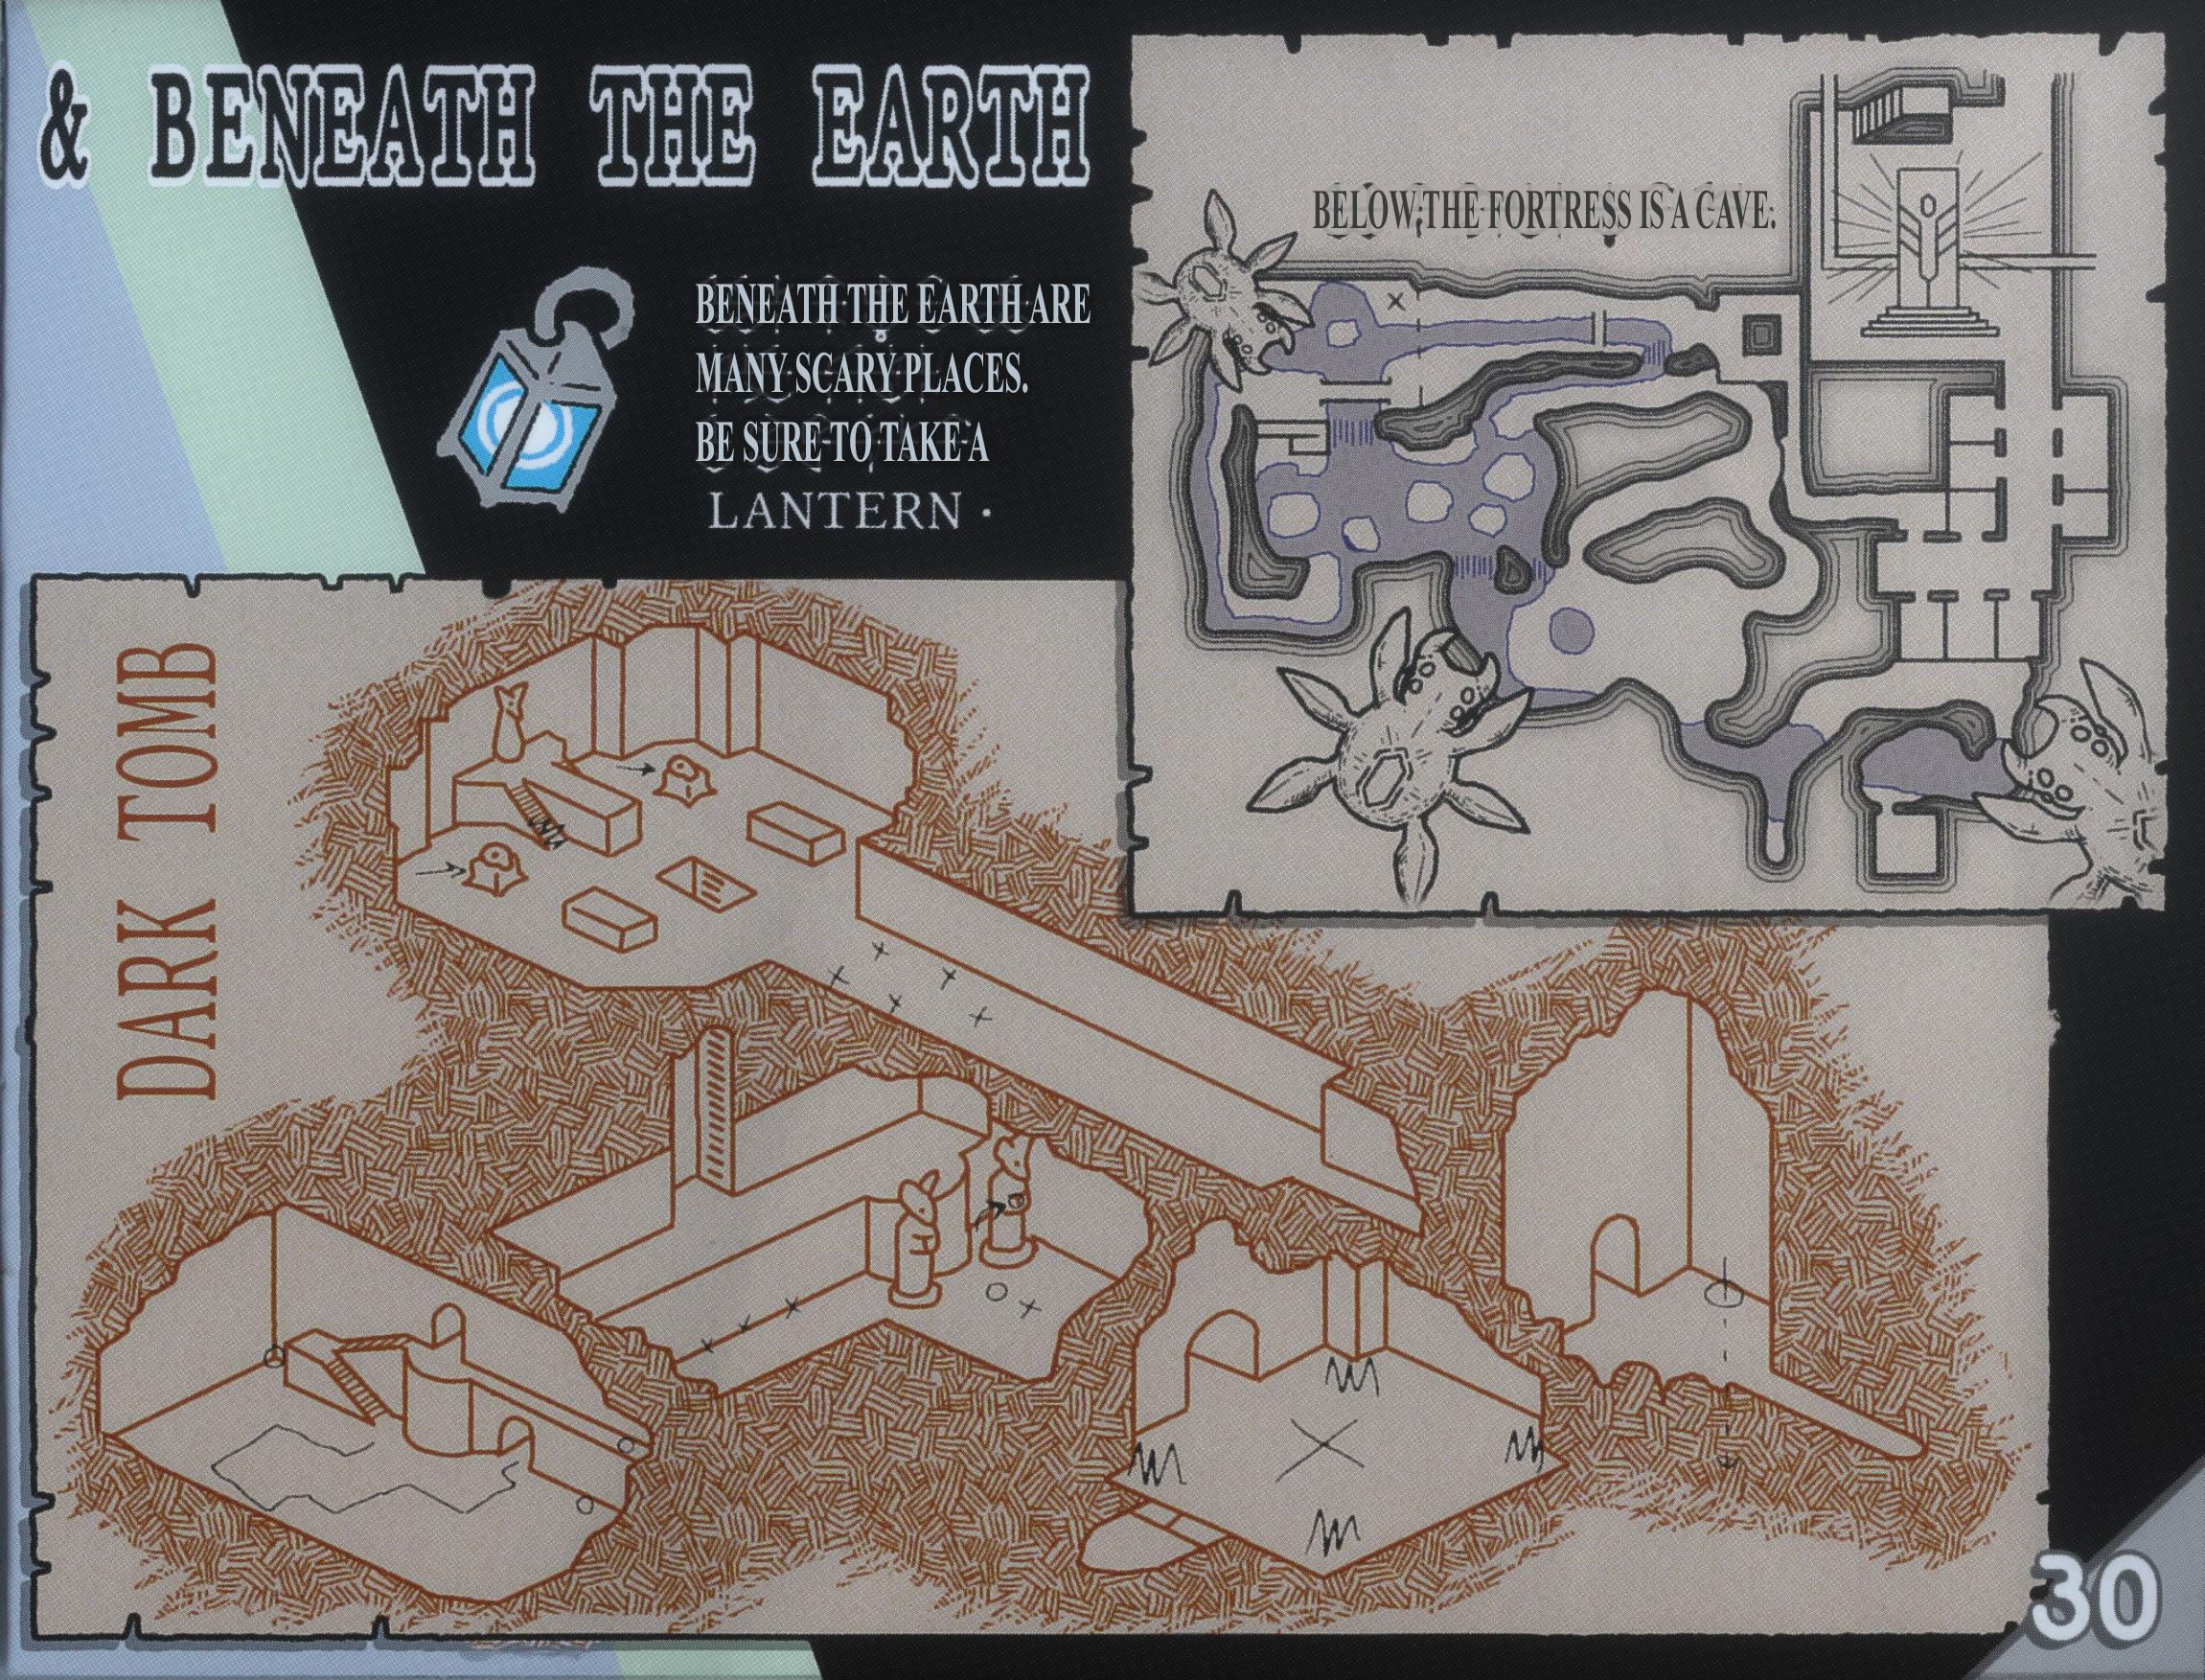 & BENEATH THE EARTH
BENEATH THE EARTH ARE
MANY SCARY PLACES.
BE SURE TO TAKE A
LANTERN .
BELOW THE FORTRESS IS A CAVE.
DARK TOMB
30